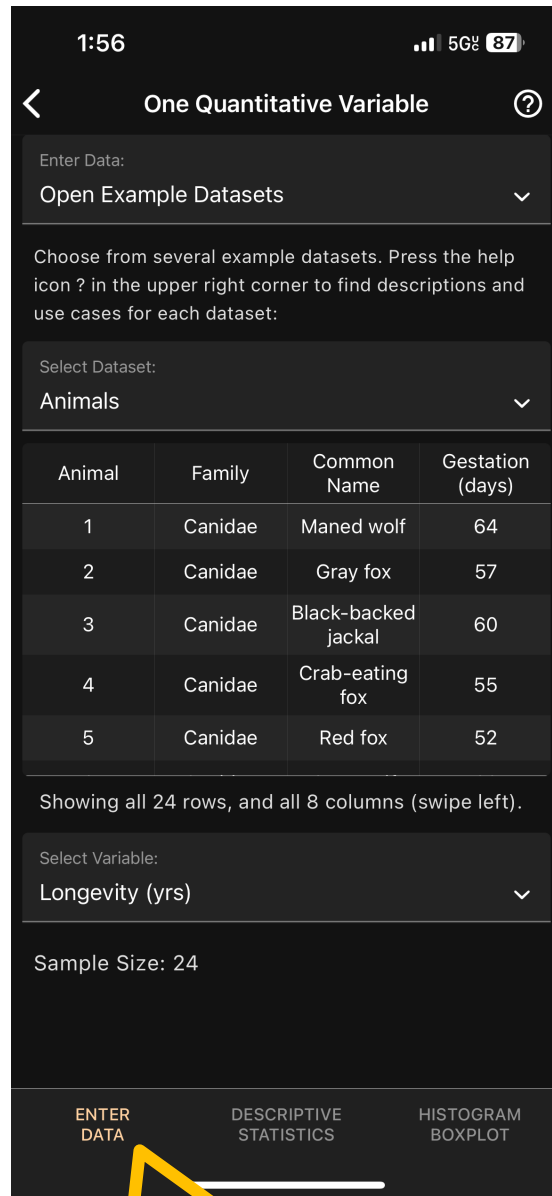 1:56
5G 87
One Quantitative Variable ?
Enter Data:
Open Example Datasets
Choose from several example datasets. Press the help
icon ? in the upper right corner to find descriptions and
use cases for each dataset:
Select Dataset:
Animals
Animal Family Common Name Gestation (days)
1 Canidae Maned wolf 64
2 Canidae Gray fox 57
3 Canidae Black-backed jackal 60
4 Canidae Crab-eating fox 55
5 Canidae Red fox 52
Showing all 24 rows, and all 8 columns (swipe left).
Select Variable:
Longevity (yrs)
Sample Size: 24
ENTER DATA
DESCRIPTIVE STATISTICS
HISTOGRAM BOXPLOT